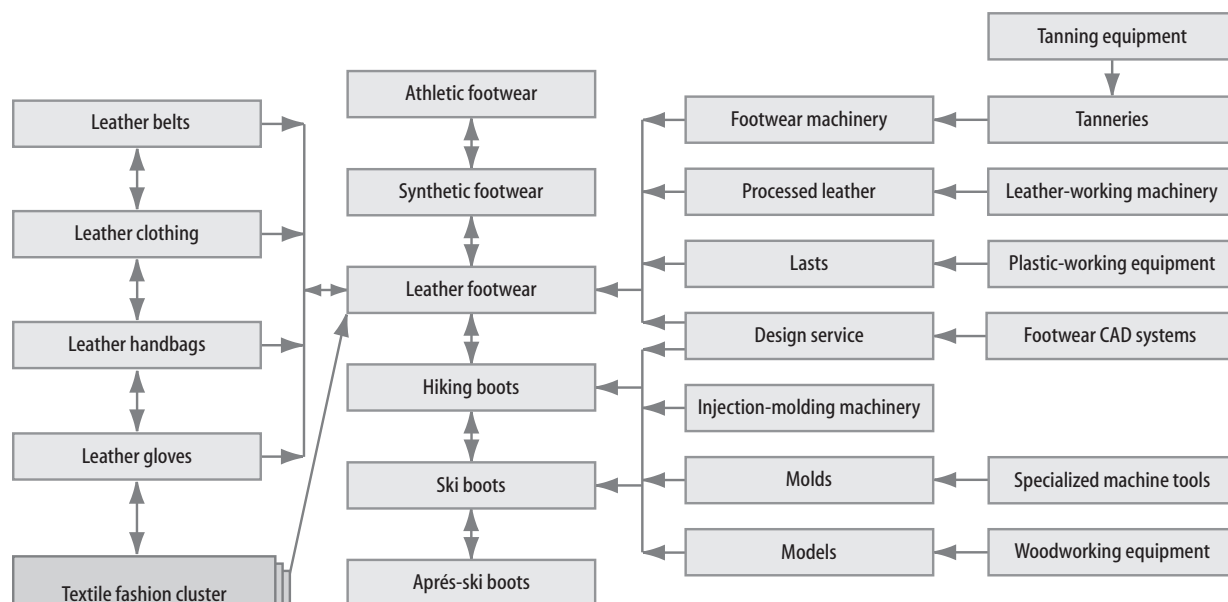 Tanning equipment
Athletic footwear
Leather belts
Footwear machinery
Tanneries
Synthetic footwear
Processed leather
Leather-working machinery
Leather clothing
Lasts
Plastic-working equipment
Leather footwear
Leather handbags
Design service
Footwear CAD systems
Hiking boots
Injection-molding machinery
Leather gloves
Ski boots
Molds
Specialized machine tools
Models
Woodworking equipment
Textile fashion cluster
Aprés-ski boots